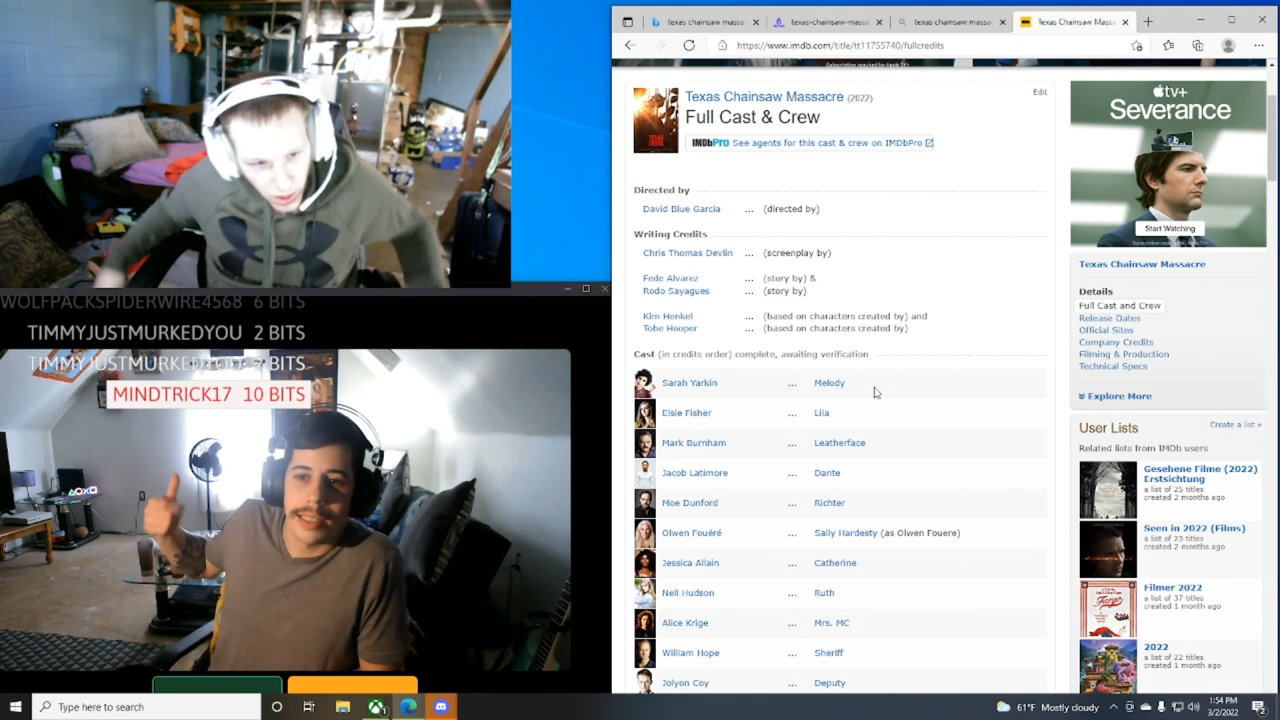 WOLFPACKSPIDERWIRE4568 6 BITS
TIMMYJUSTMURKEDYOU 2 BITS
TIMMYJUSTMURKEDYOU BITS
MINDTRICK17 10 BITS
texas chainsaw massa
texas-chainsaw-massa
texas chainsaw massac
Texas Chainsaw Massa
https://www.imdb.com/title/tt11755740/fullcredits
Texas Chainsaw Massacre (2022)
Edit
Full Cast & Crew
IMDbPro See agents for this cast & crew on IMDbPro
Directed by
David Blue Garcia ... (directed by)
Writing Credits
Chris Thomas Devlin ... (screenplay by)
Fede Alvarez ... (story by) &
Rodo Sayagues ... (story by)
Kim Henkel ... (based on characters created by) and
Tobe Hooper ... (based on characters created by)
Cast (in credits order) complete, awaiting verification
Sarah Yarkin ... Melody
Elsie Fisher ... Lila
Mark Burnham ... Leatherface
Jacob Latimore ... Dante
Moe Dunford ... Richter
Olwen Fouéré ... Sally Hardesty (as Olwen Fouere)
Jessica Allain ... Catherine
Nell Hudson ... Ruth
Alice Krige ... Mrs. MC
William Hope ... Sheriff
Jolyon Coy ... Deputy
tv+
Severance
Start Watching
Texas Chainsaw Massacre
Details
Full Cast and Crew
Release Dates
Official Sites
Company Credits
Filming & Production
Technical Specs
Explore More
User Lists
Create a list »
Related lists from IMDb users
Gesehene Filme (2022)
Erstsichtung
a list of 25 titles
created 2 months ago
Seen in 2022 (Films)
a list of 23 titles
created 2 months ago
Filmer 2022
a list of 37 titles
created 1 month ago
2022
a list of 22 titles
created 1 month ago
Type here to search
61°F Mostly cloudy
1:54 PM
3/2/2022